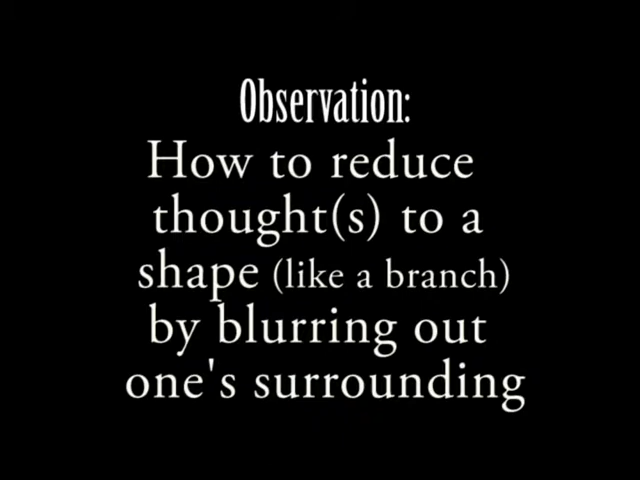 Observation:
How to reduce
thought(s) to a
shape (like a branch)
by blurring out
one's surrounding